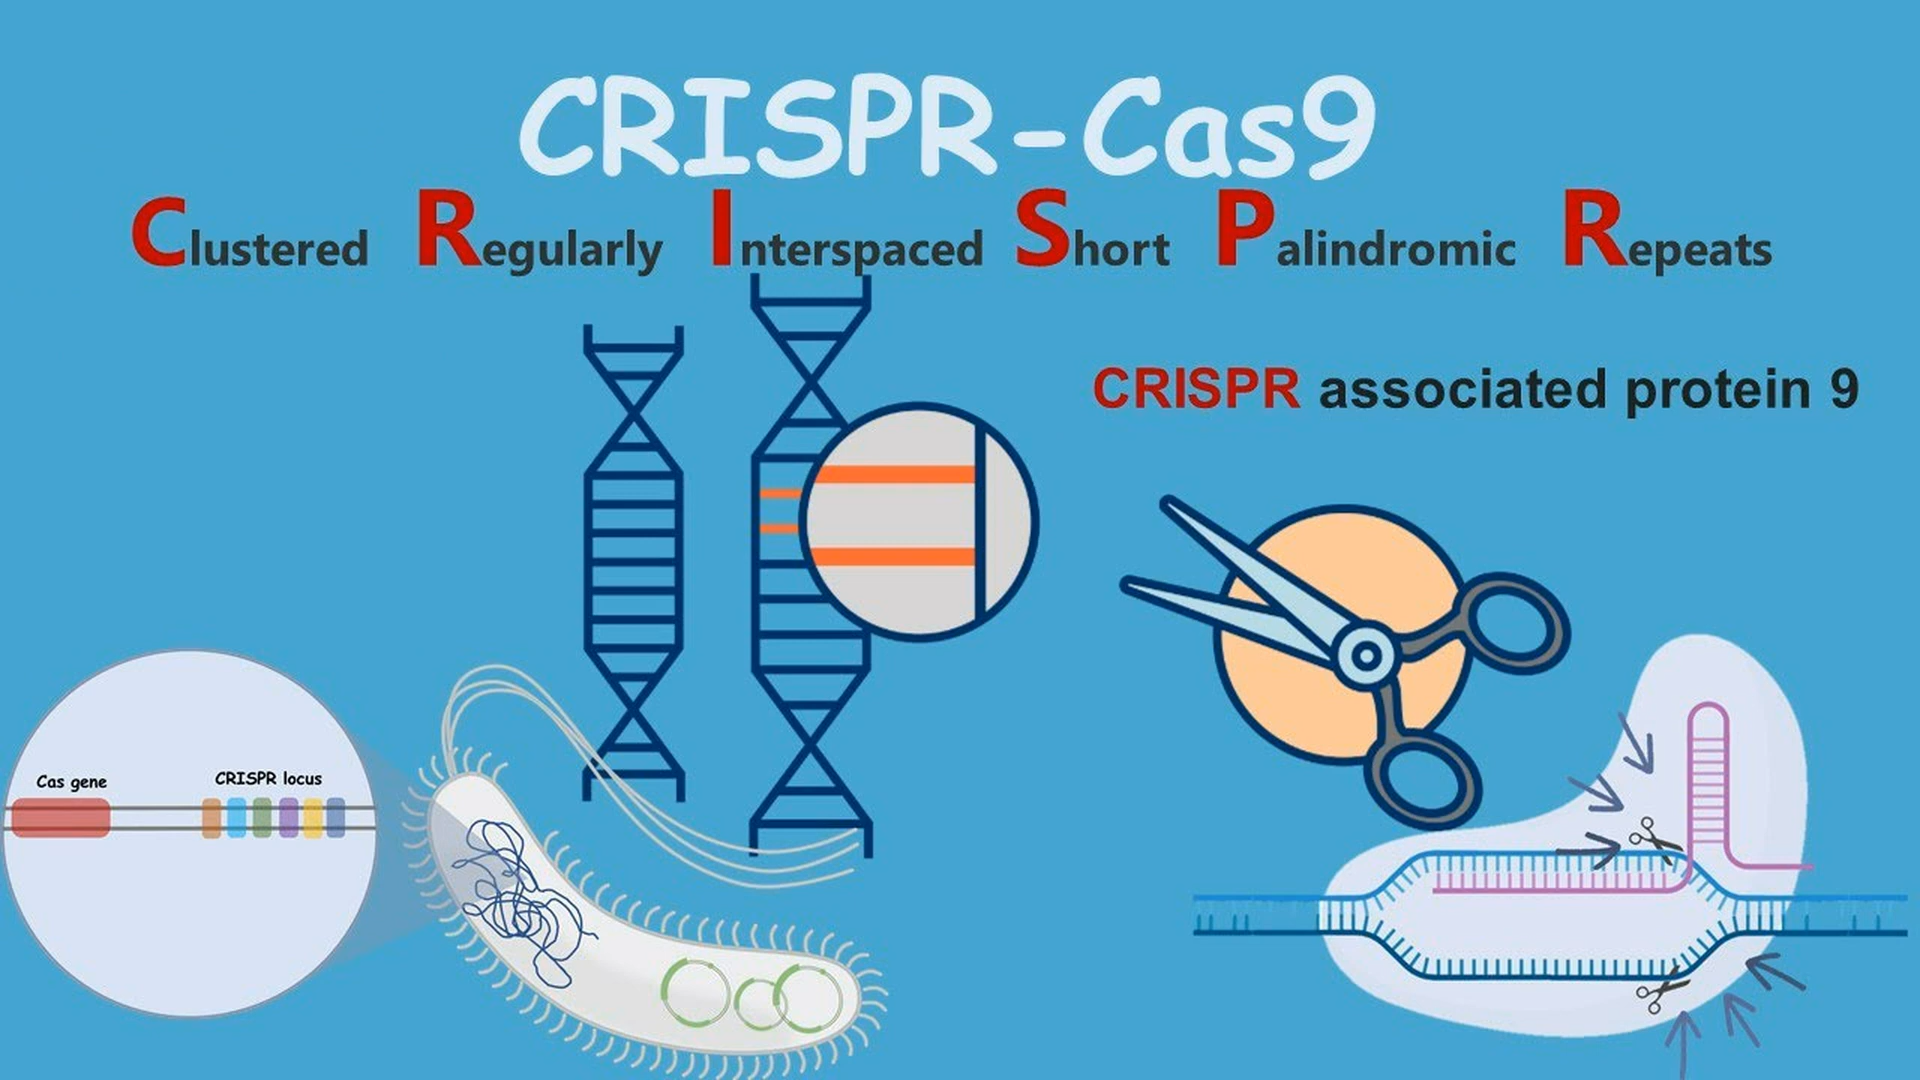 CRISPR-Cas9
Clustered Regularly Interspaced Short Palindromic Repeats
CRISPR associated protein 9
Cas gene
CRISPR locus